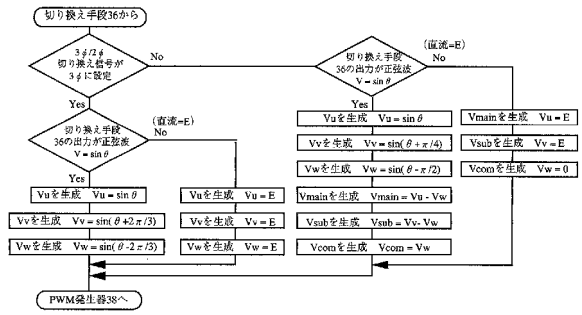 切り換え手段36から
3φ/2φ
切り換え信号が
3φに設定
No
Yes
切り換え手段
36の出力が正弦波
V = sin θ
(直流=E)
No
Yes
Vuを生成 Vu = sin θ
Vvを生成 Vv = sin( θ +2π /3)
Vwを生成 Vw = sin( θ -2π /3)
Vuを生成 Vu = E
Vvを生成 Vv = E
Vwを生成 Vw = E
切り換え手段
36の出力が正弦波
V = sin θ
(直流=E)
No
Yes
Vuを生成 Vu = sin θ
Vvを生成 Vv = sin( θ + π /4)
Vwを生成 Vw = sin( θ - π /2)
Vmainを生成 Vmain = Vu - Vw
Vsubを生成 Vsub = Vv- Vw
Vcomを生成 Vcom = Vw
Vmainを生成 Vu = E
Vsubを生成 Vv = E
Vcomを生成 Vw = 0
PWM発生器38へ